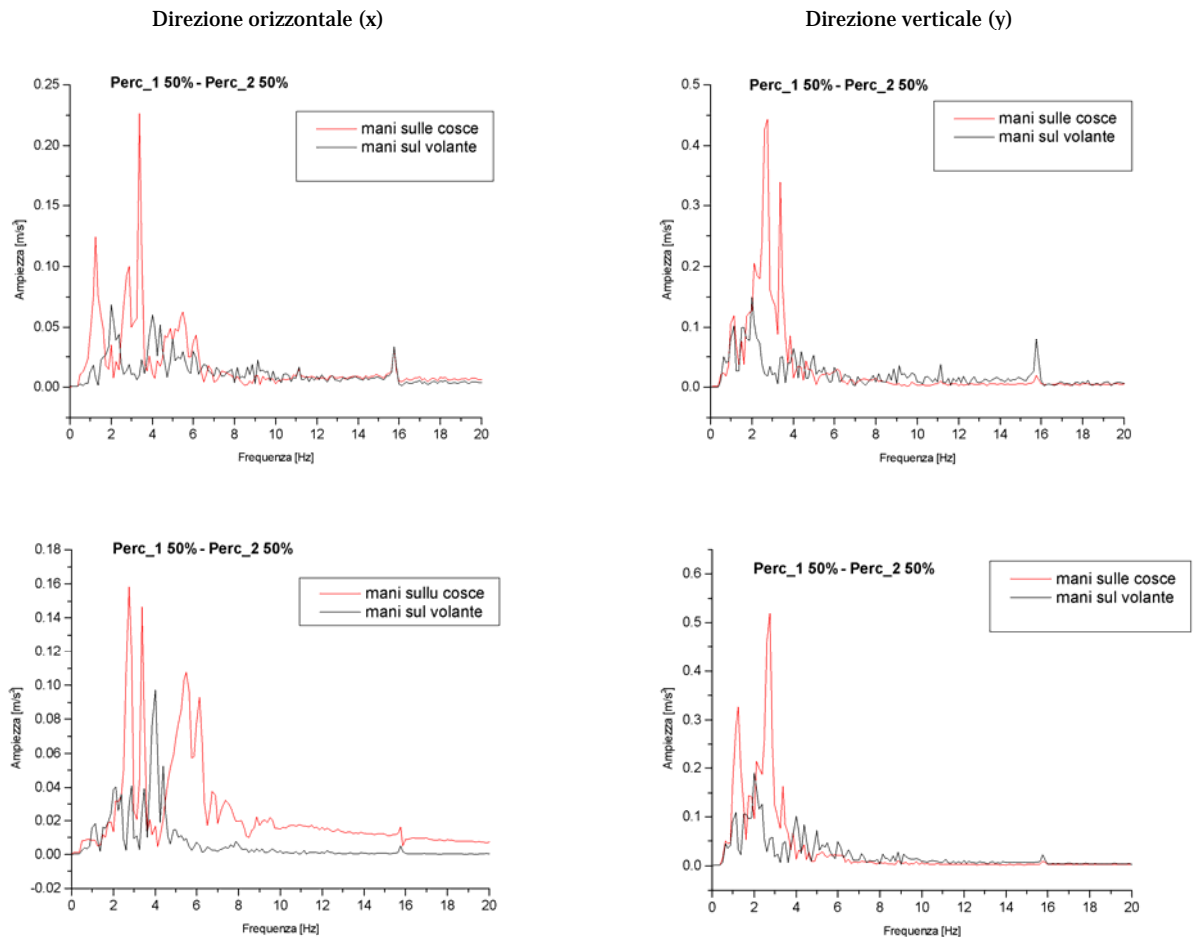 Direzione orizzontale (x)
Direzione verticale (y)
Perc_1 50% - Perc_2 50%
mani sulle cosce
mani sul volante
Ampiezza [m/s²]
0.25
0.20
0.15
0.10
0.05
0.00
0 2 4 6 8 10 12 14 16 18 20
Frequenza [Hz]
Perc_1 50% - Perc_2 50%
mani sulle cosce
mani sul volante
Ampiezza [m/s²]
0.5
0.4
0.3
0.2
0.1
0.0
0 2 4 6 8 10 12 14 16 18 20
Frequenza [Hz]
Perc_1 50% - Perc_2 50%
mani sullu cosce
mani sul volante
Ampiezza [m/s²]
0.18
0.16
0.14
0.12
0.10
0.08
0.06
0.04
0.02
0.00
-0.02
0 2 4 6 8 10 12 14 16 18 20
Frequenza [Hz]
Perc_1 50% - Perc_2 50%
mani sulle cosce
mani sul volante
Ampiezza [m/s²]
0.6
0.5
0.4
0.3
0.2
0.1
0.0
0 2 4 6 8 10 12 14 16 18 20
Frequenza [Hz]